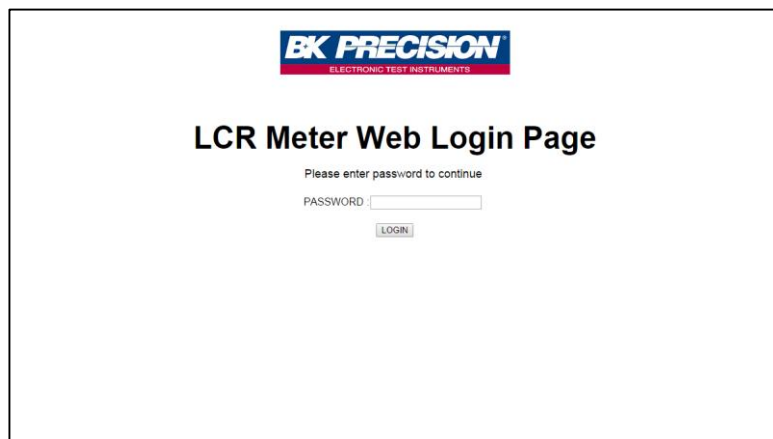 BK PRECISION®
ELECTRONIC TEST INSTRUMENTS
LCR Meter Web Login Page
Please enter password to continue
PASSWORD :
LOGIN